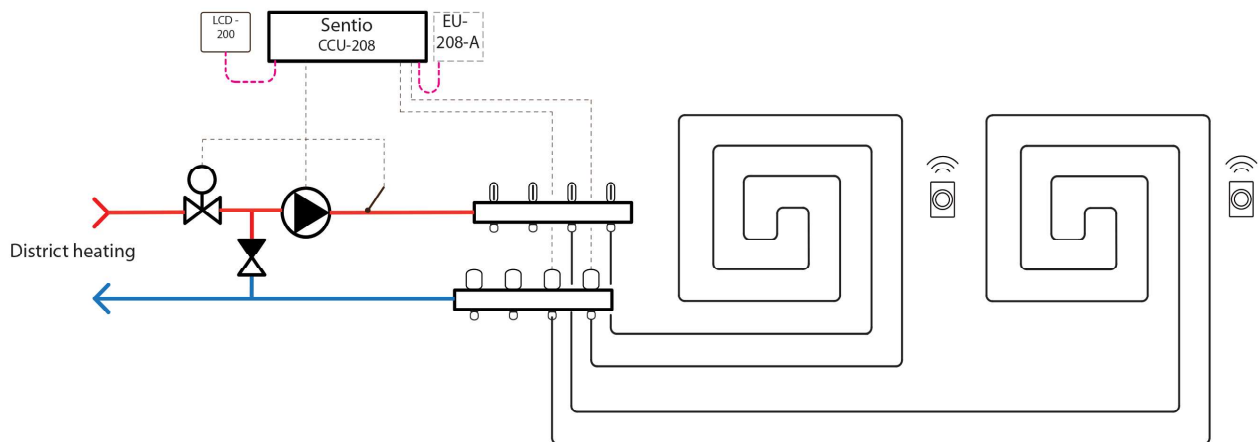 LCD -
200
Sentio
CCU-208
EU-
208-A
District heating